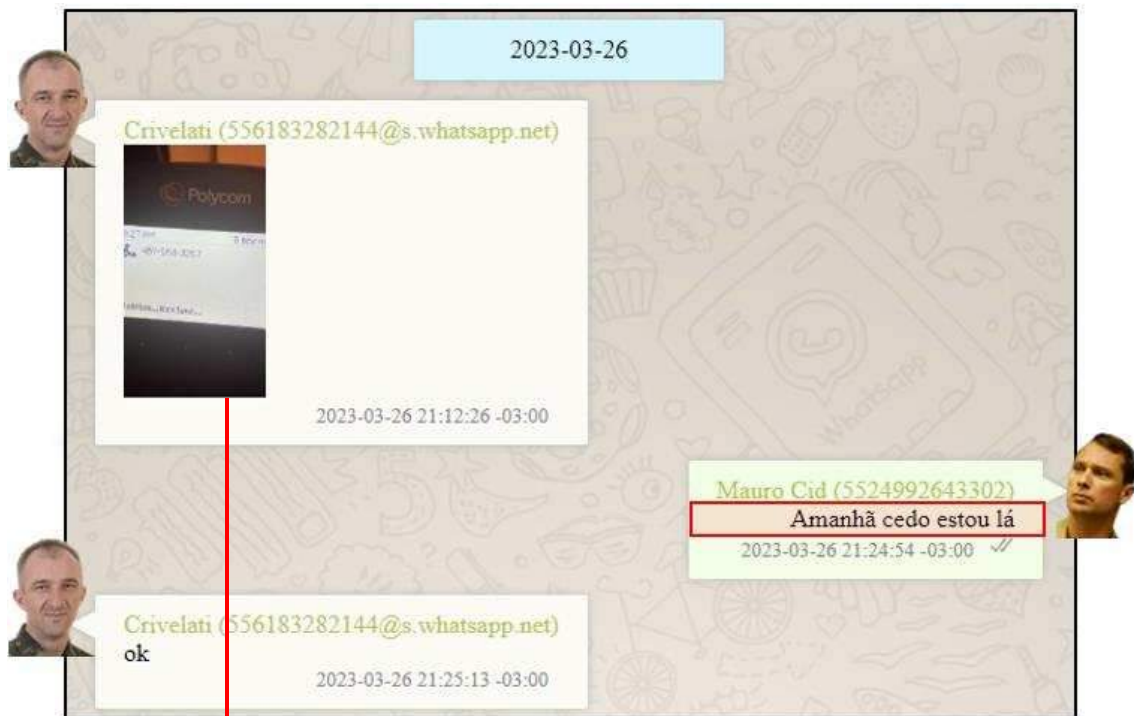 2023-03-26
Crivelati (556183282144@s.whatsapp.net)
Polycom
2023-03-26 21:12:26 -03:00
Mauro Cid (5524992643302)
Amanhã cedo estou lá
2023-03-26 21:24:54 -03:00
Crivelati (556183282144@s.whatsapp.net)
ok
2023-03-26 21:25:13 -03:00